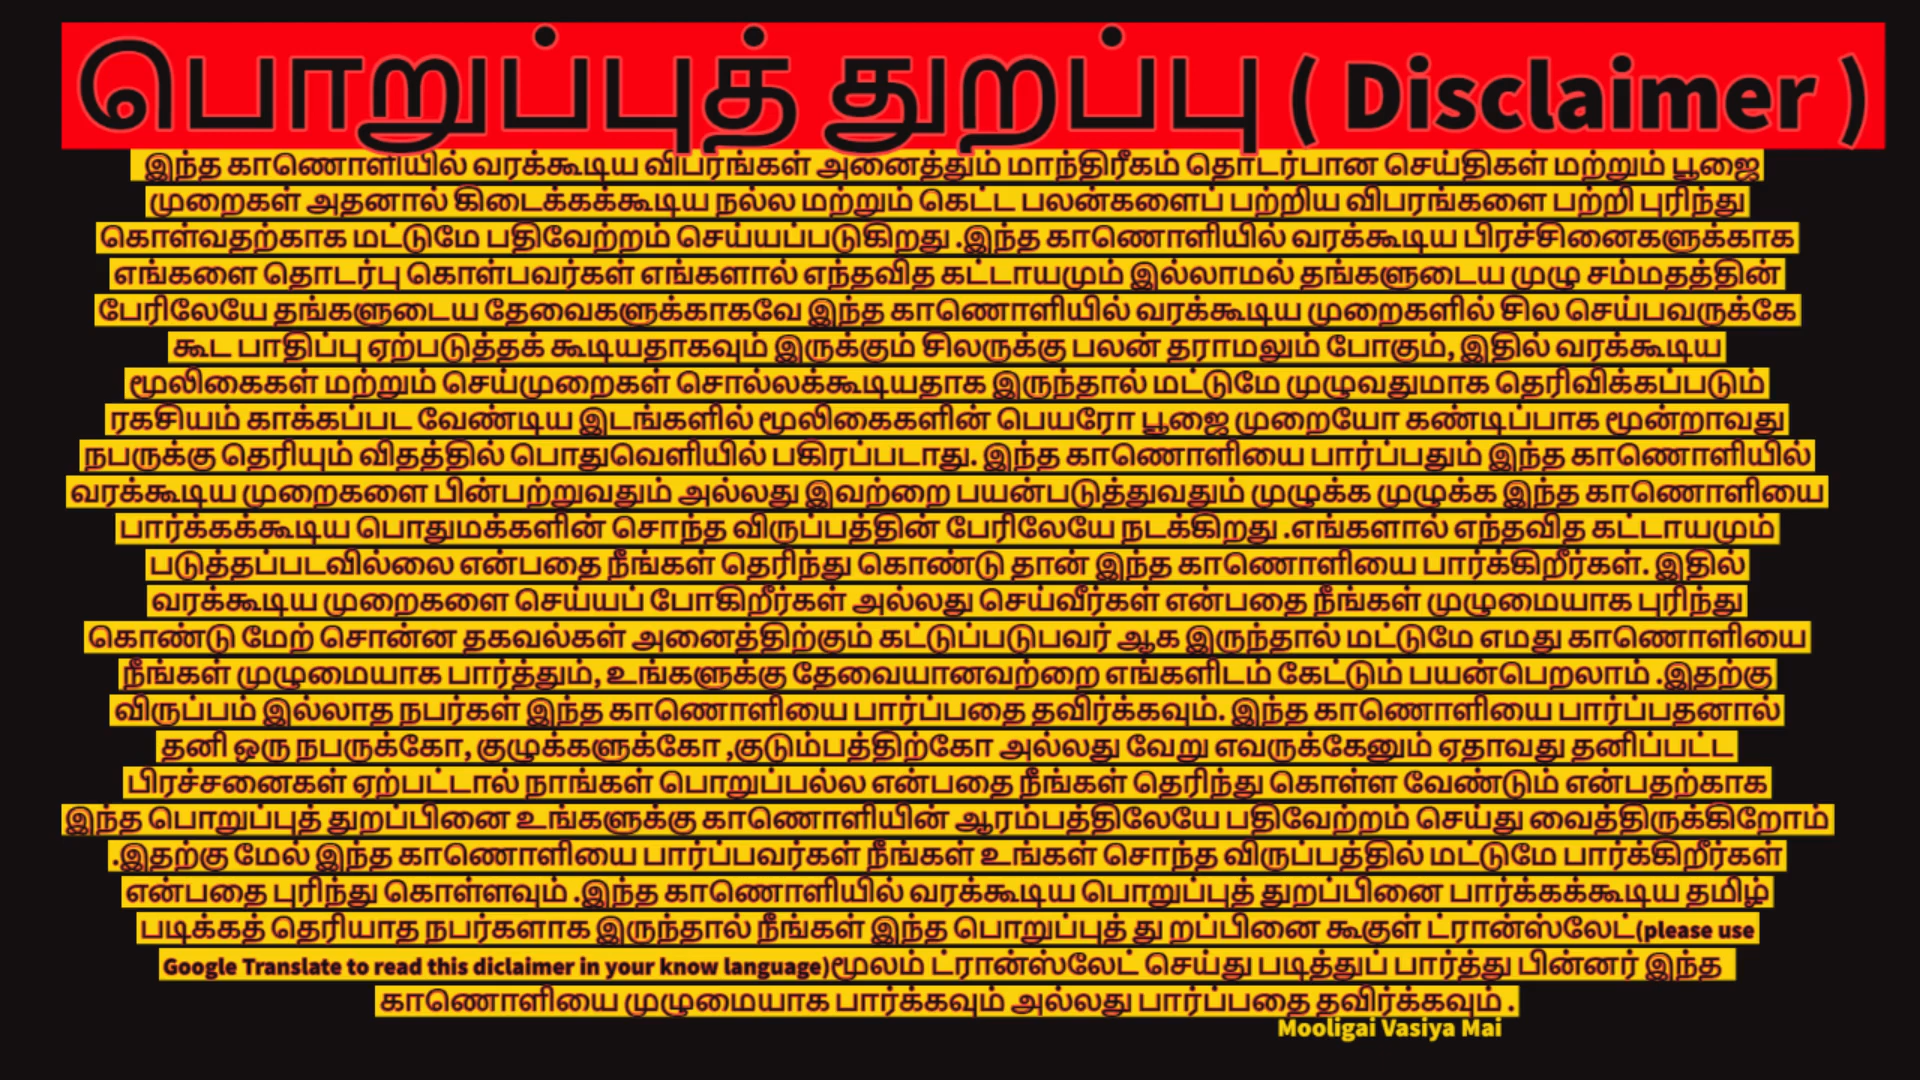 பொறுப்புத் துறப்பு ( Disclaimer )
இந்த காணொளியில் வரக்கூடிய விபரங்கள் அனைத்தும் மாந்திரீகம் தொடர்பான செய்திகள் மற்றும் பூஜை
முறைகள் அதனால் கிடைக்கக்கூடிய நல்ல மற்றும் கெட்ட பலன்களைப் பற்றிய விபரங்களை பற்றி புரிந்து
கொள்வதற்காக மட்டுமே பதிவேற்றம் செய்யப்படுகிறது .இந்த காணொளியில் வரக்கூடிய பிரச்சினைகளுக்காக
எங்களை தொடர்பு கொள்பவர்கள் எங்களால் எந்தவித கட்டாயமும் இல்லாமல் தங்களுடைய முழு சம்மதத்தின்
பேரிலேயே தங்களுடைய தேவைகளுக்காகவே இந்த காணொளியில் வரக்கூடிய முறைகளில் சில செய்பவருக்கே
கூட பாதிப்பு ஏற்படுத்தக் கூடியதாகவும் இருக்கும் சிலருக்கு பலன் தராமலும் போகும், இதில் வரக்கூடிய
மூலிகைகள் மற்றும் செய்முறைகள் சொல்லக்கூடியதாக இருந்தால் மட்டுமே முழுவதுமாக தெரிவிக்கப்படும்
ரகசியம் காக்கப்பட வேண்டிய இடங்களில் மூலிகைகளின் பெயரோ பூஜை முறையோ கண்டிப்பாக மூன்றாவது
நபருக்கு தெரியும் விதத்தில் பொதுவெளியில் பகிரப்படாது. இந்த காணொளியை பார்ப்பதும் இந்த காணொளியில்
வரக்கூடிய முறைகளை பின்பற்றுவதும் அல்லது இவற்றை பயன்படுத்துவதும் முழுக்க முழுக்க இந்த காணொளியை
பார்க்கக்கூடிய பொதுமக்களின் சொந்த விருப்பத்தின் பேரிலேயே நடக்கிறது .எங்களால் எந்தவித கட்டாயமும்
படுத்தப்படவில்லை என்பதை நீங்கள் தெரிந்து கொண்டு தான் இந்த காணொளியை பார்க்கிறீர்கள். இதில்
வரக்கூடிய முறைகளை செய்யப் போகிறீர்கள் அல்லது செய்வீர்கள் என்பதை நீங்கள் முழுமையாக புரிந்து
கொண்டு மேற் சொன்ன தகவல்கள் அனைத்திற்கும் கட்டுப்படுபவர் ஆக இருந்தால் மட்டுமே எமது காணொளியை
நீங்கள் முழுமையாக பார்த்தும், உங்களுக்கு தேவையானவற்றை எங்களிடம் கேட்டும் பயன்பெறலாம் .இதற்கு
விருப்பம் இல்லாத நபர்கள் இந்த காணொளியை பார்ப்பதை தவிர்க்கவும். இந்த காணொளியை பார்ப்பதனால்
தனி ஒரு நபருக்கோ, குழுக்களுக்கோ ,குடும்பத்திற்கோ அல்லது வேறு எவருக்கேனும் ஏதாவது தனிப்பட்ட
பிரச்சனைகள் ஏற்பட்டால் நாங்கள் பொறுப்பல்ல என்பதை நீங்கள் தெரிந்து கொள்ள வேண்டும் என்பதற்காக
இந்த பொறுப்புத் துறப்பினை உங்களுக்கு காணொளியின் ஆரம்பத்திலேயே பதிவேற்றம் செய்து வைத்திருக்கிறோம்
.இதற்கு மேல் இந்த காணொளியை பார்ப்பவர்கள் நீங்கள் உங்கள் சொந்த விருப்பத்தில் மட்டுமே பார்க்கிறீர்கள்
என்பதை புரிந்து கொள்ளவும் .இந்த காணொளியில் வரக்கூடிய பொறுப்புத் துறப்பினை பார்க்கக்கூடிய தமிழ்
படிக்கத் தெரியாத நபர்களாக இருந்தால் நீங்கள் இந்த பொறுப்புத் து றப்பினை கூகுள் ட்ரான்ஸ்லேட்(please use
Google Translate to read this diclaimer in your know language)மூலம் ட்ரான்ஸ்லேட் செய்து படித்துப் பார்த்து பின்னர் இந்த
காணொளியை முழுமையாக பார்க்கவும் அல்லது பார்ப்பதை தவிர்க்கவும் .
Mooligai Vasiya Mai